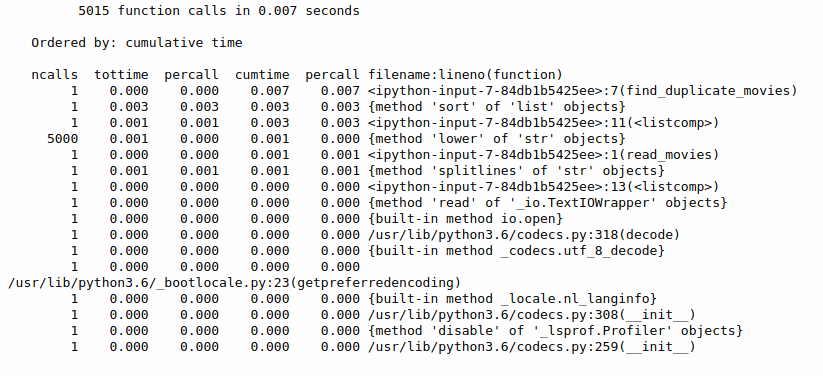 5015 function calls in 0.007 seconds
Ordered by: cumulative time
ncalls  tottime  percall  cumtime  percall filename:lineno(function)
1    0.000    0.000    0.007    0.007 <ipython-input-7-84db1b5425ee>:7(find_duplicate_movies)
1    0.003    0.003    0.003    0.003 {method 'sort' of 'list' objects}
1    0.001    0.001    0.003    0.003 <ipython-input-7-84db1b5425ee>:11(<listcomp>)
5000    0.001    0.000    0.001    0.000 {method 'lower' of 'str' objects}
1    0.000    0.000    0.001    0.001 <ipython-input-7-84db1b5425ee>:1(read_movies)
1    0.001    0.001    0.001    0.001 {method 'splitlines' of 'str' objects}
1    0.000    0.000    0.000    0.000 <ipython-input-7-84db1b5425ee>:13(<listcomp>)
1    0.000    0.000    0.000    0.000 {method 'read' of '_io.TextIOWrapper' objects}
1    0.000    0.000    0.000    0.000 {built-in method io.open}
1    0.000    0.000    0.000    0.000 /usr/lib/python3.6/codecs.py:318(decode)
1    0.000    0.000    0.000    0.000 {built-in method _codecs.utf_8_decode}
1    0.000    0.000    0.000    0.000
/usr/lib/python3.6/_bootlocale.py:23(getpreferredencoding)
1    0.000    0.000    0.000    0.000 {built-in method _locale.nl_langinfo}
1    0.000    0.000    0.000    0.000 /usr/lib/python3.6/codecs.py:308(__init__)
1    0.000    0.000    0.000    0.000 {method 'disable' of '_lsprof.Profiler' objects}
1    0.000    0.000    0.000    0.000 /usr/lib/python3.6/codecs.py:259(__init__)